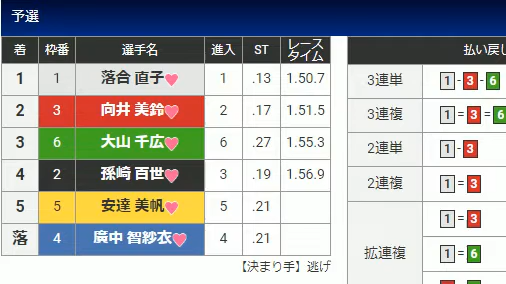 予選
着 枠番 選手名 進入 ST レースタイム 払い戻し
1 1 落合 直子 1 .13 1.50.7
2 3 向井 美鈴 2 .17 1.51.5
3 6 大山 千広 6 .27 1.55.3
4 2 孫崎 百世 3 .19 1.56.9
5 5 安達 美帆 5 .21
落 4 廣中 智紗衣 4 .21
【決まり手】逃げ
3連単 1-3-6
3連複 1=3=6
2連単 1-3
2連複 1=3
拡連複 1=3
1=6